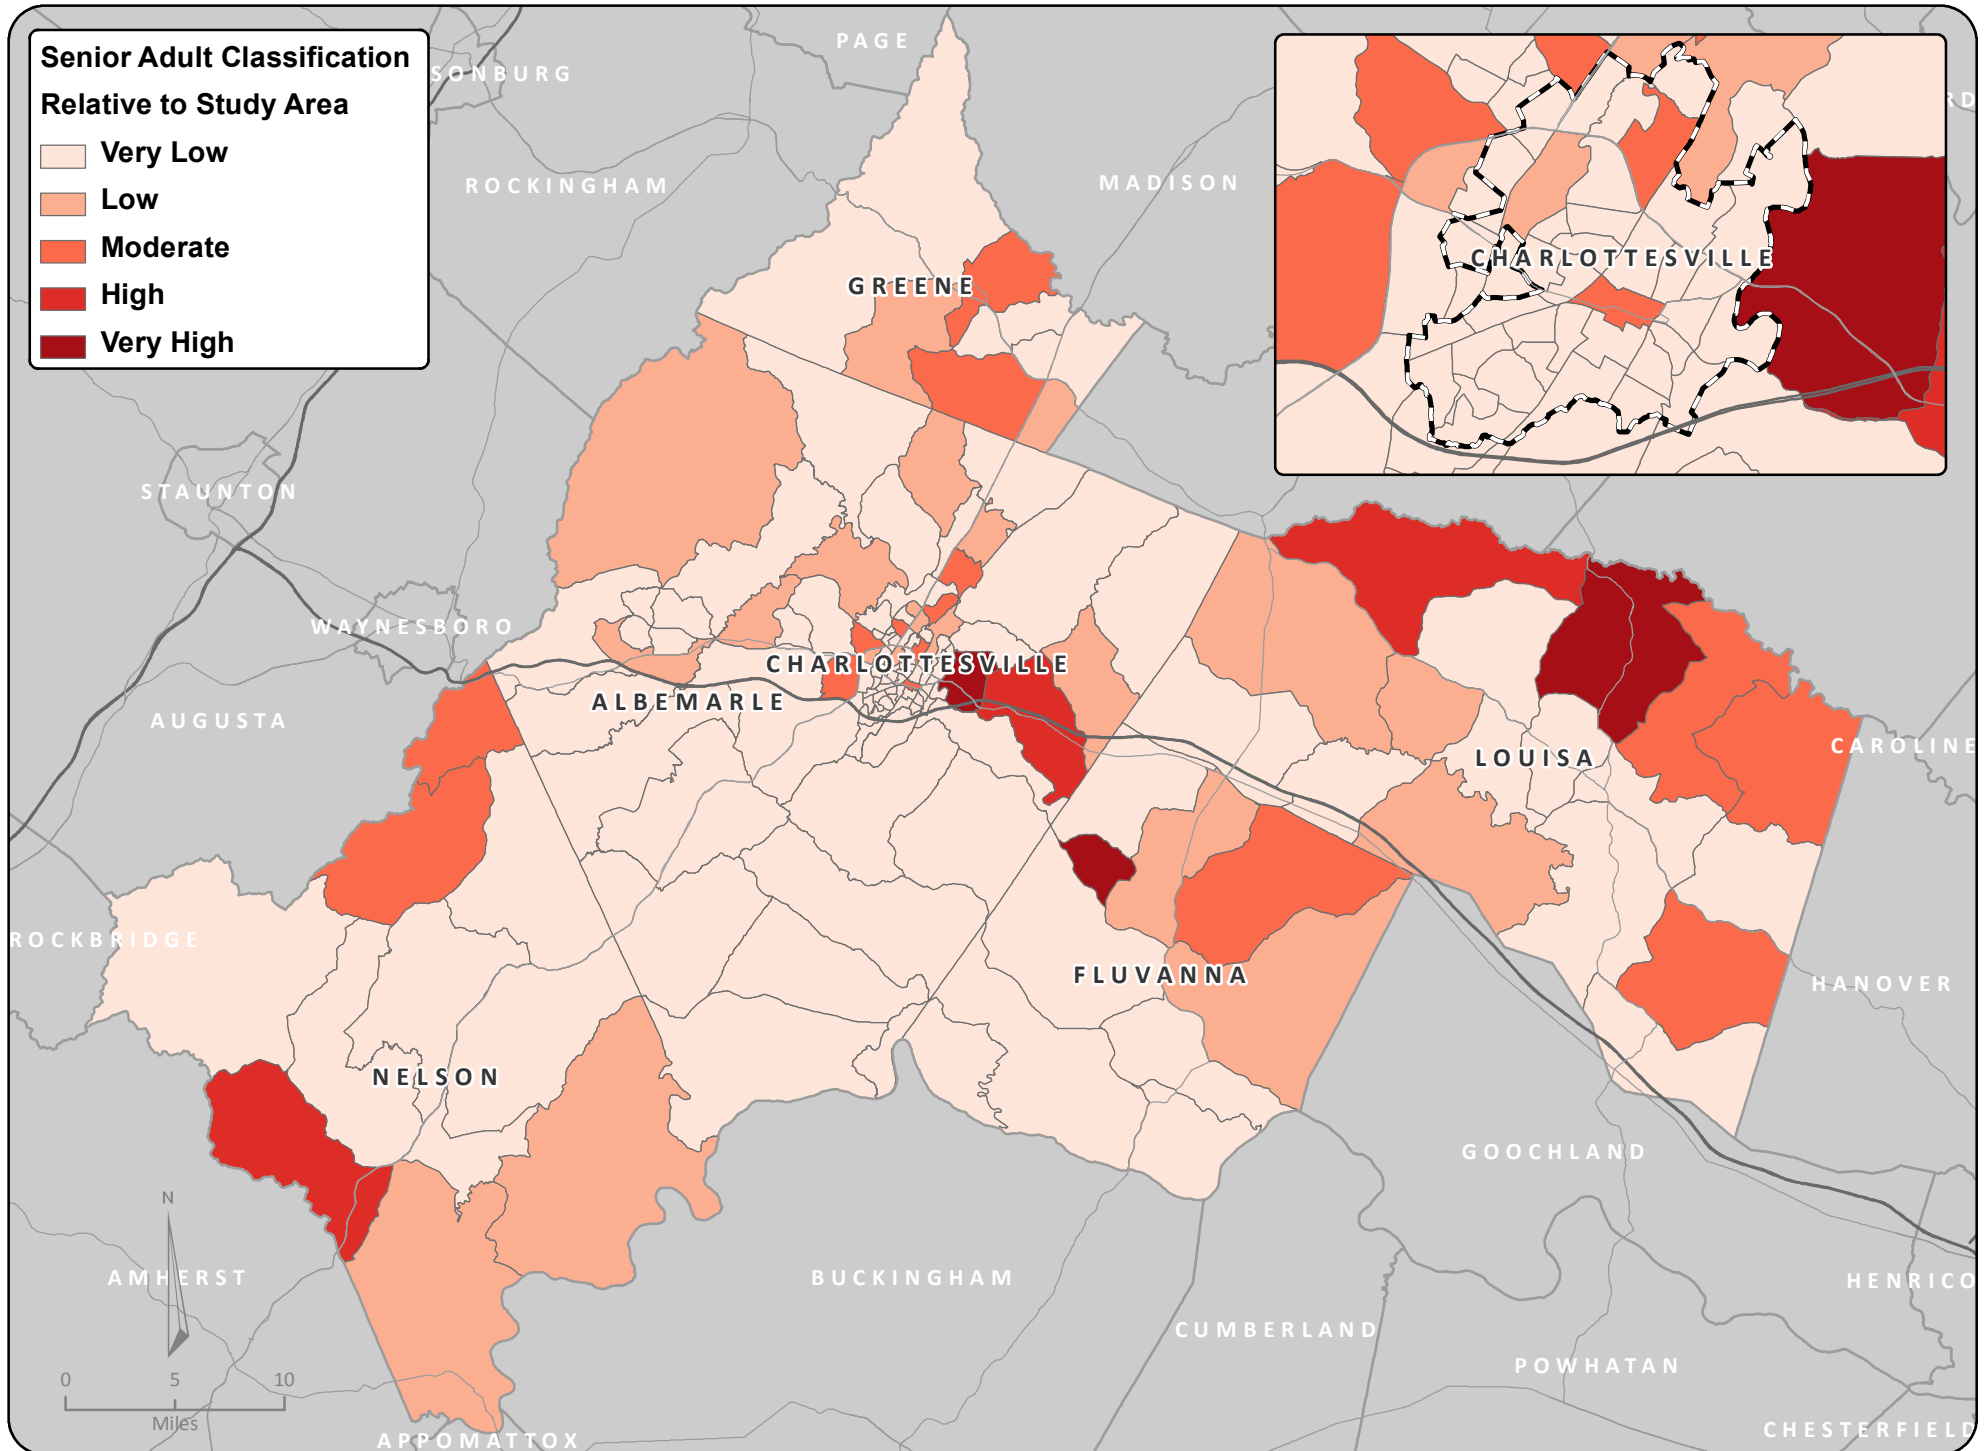 Senior Adult Classification
Relative to Study Area
Very Low
Low
Moderate
High
Very High
PAGE
SONBURG
RD
ROCKINGHAM
MADISON
CHARLOTTESVILLE
GREENE
STAUNTON
WAYNESBORO
CHARLOTTESVILLE
ALBEMARLE
AUGUSTA
LOUISA
CAROLINE
ROCKBRIDGE
FLUVANNA
HANOVER
NELSON
GOOCHLAND
N
AMHERST
BUCKINGHAM
HENRICO
CUMBERLAND
POWHATAN
0 5 10
Miles
CHESTERFIELD
APPOMATTOX